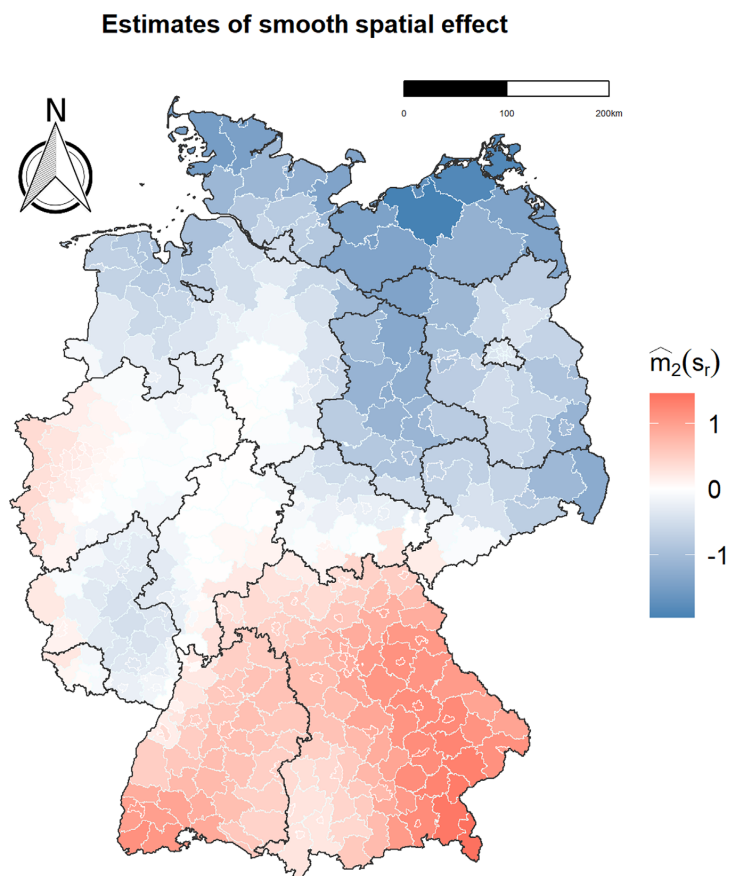 Estimates of smooth spatial effect
N
0 100 200km
m̂₂(sᵣ)
1
0
-1